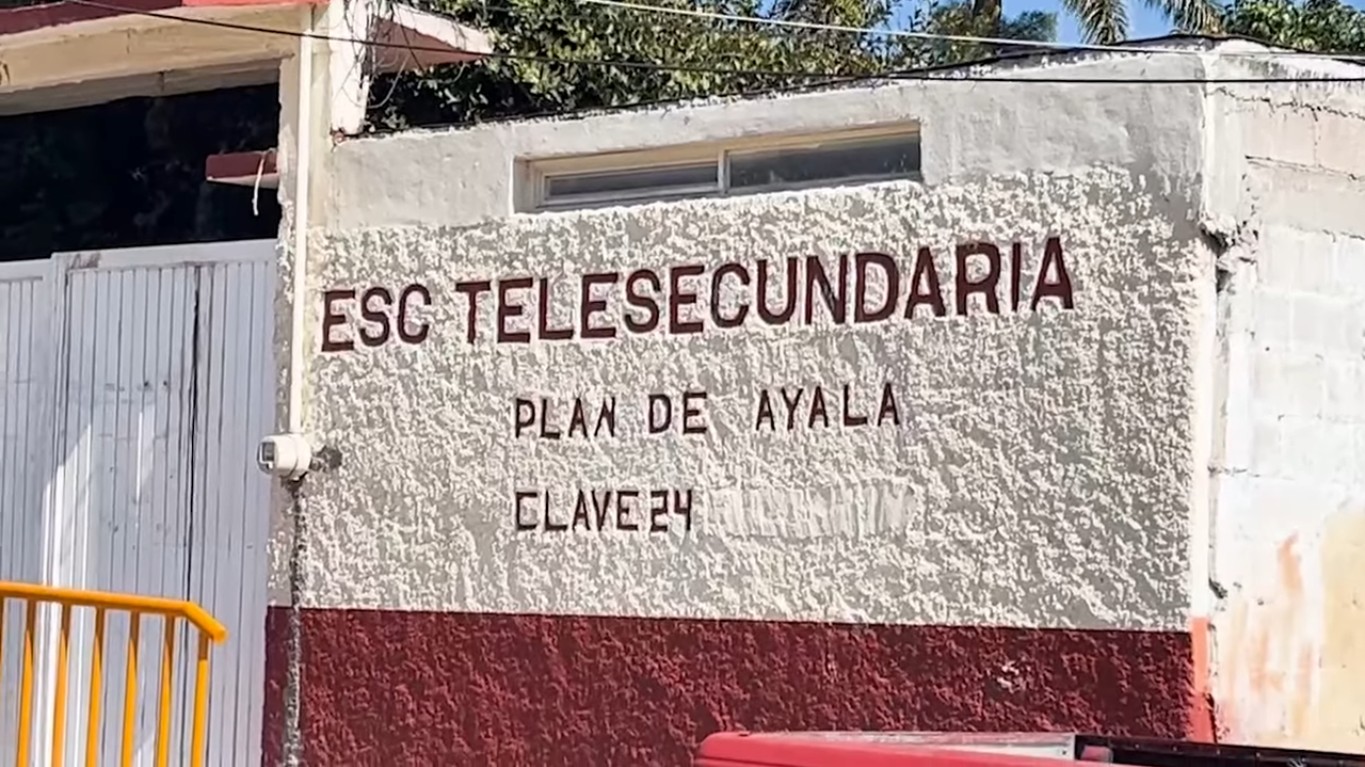 ESC TELESECUNDARIA
PLAN DE AYALA
CLAVE 24